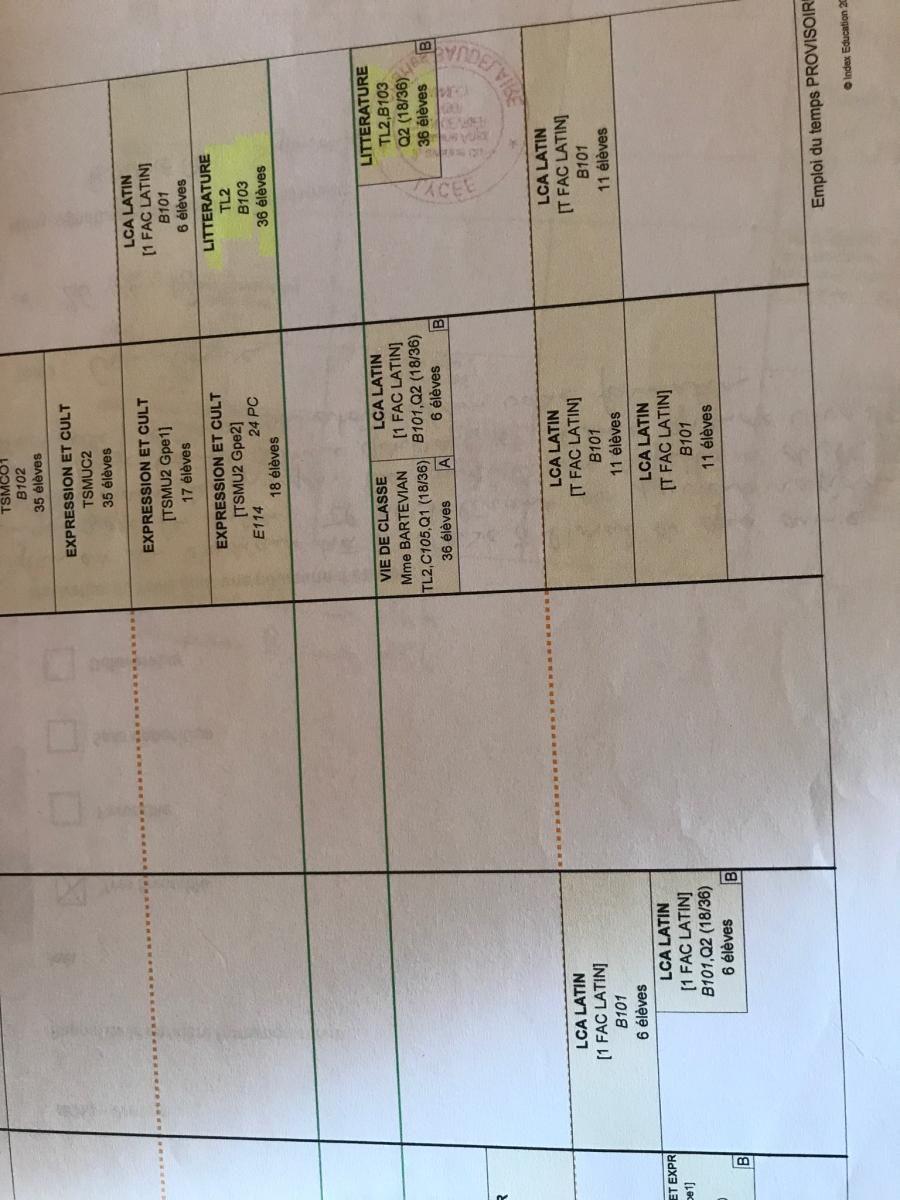 TSMCO1
B102
35 élèves
EXPRESSION ET CULT
TSMUC2
35 élèves
EXPRESSION ET CULT
[TSMU2 Gpe1]
17 élèves
EXPRESSION ET CULT
[TSMU2 Gpe2]
E114 24 PC
18 élèves
VIE DE CLASSE
Mme BARTEVIAN
TL2,C105,Q1 (18/36)
36 élèves
A
LCA LATIN
[1 FAC LATIN]
B101,Q2 (18/36)
6 élèves
B
LCA LATIN
[T FAC LATIN]
B101
11 élèves
LCA LATIN
[T FAC LATIN]
B101
11 élèves
LCA LATIN
[1 FAC LATIN]
B101
6 élèves
LITTERATURE
TL2
B103
36 élèves
LITTERATURE
TL2,B103
Q2 (18/36)
36 élèves
B
LYCEE
BAUDELAIRE
LCA LATIN
[T FAC LATIN]
B101
11 élèves
LCA LATIN
[1 FAC LATIN]
B101
6 élèves
LCA LATIN
[1 FAC LATIN]
B101,Q2 (18/36)
6 élèves
B
ET EXPR
B
Emploi du temps PROVISOIR
© Index Education 20